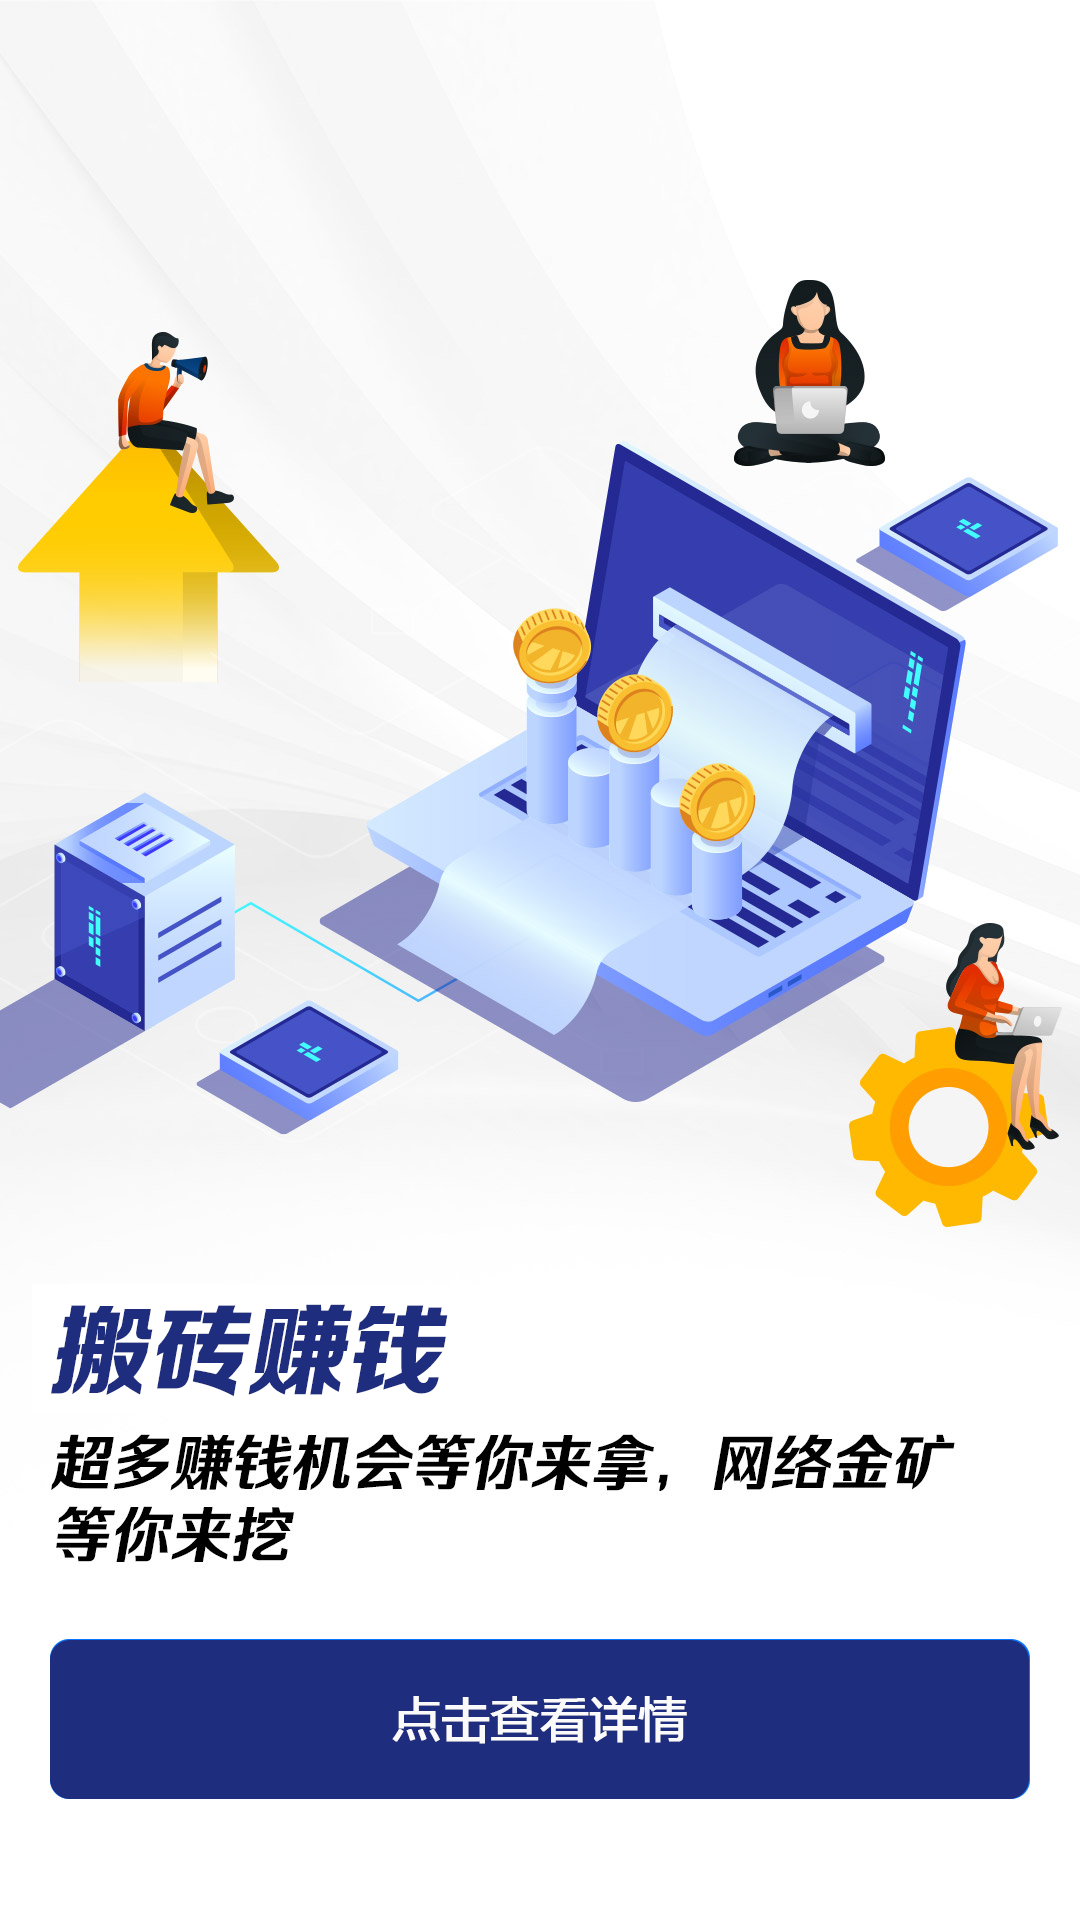 搬砖赚钱
超多赚钱机会等你来拿，网络金矿
等你来挖
点击查看详情